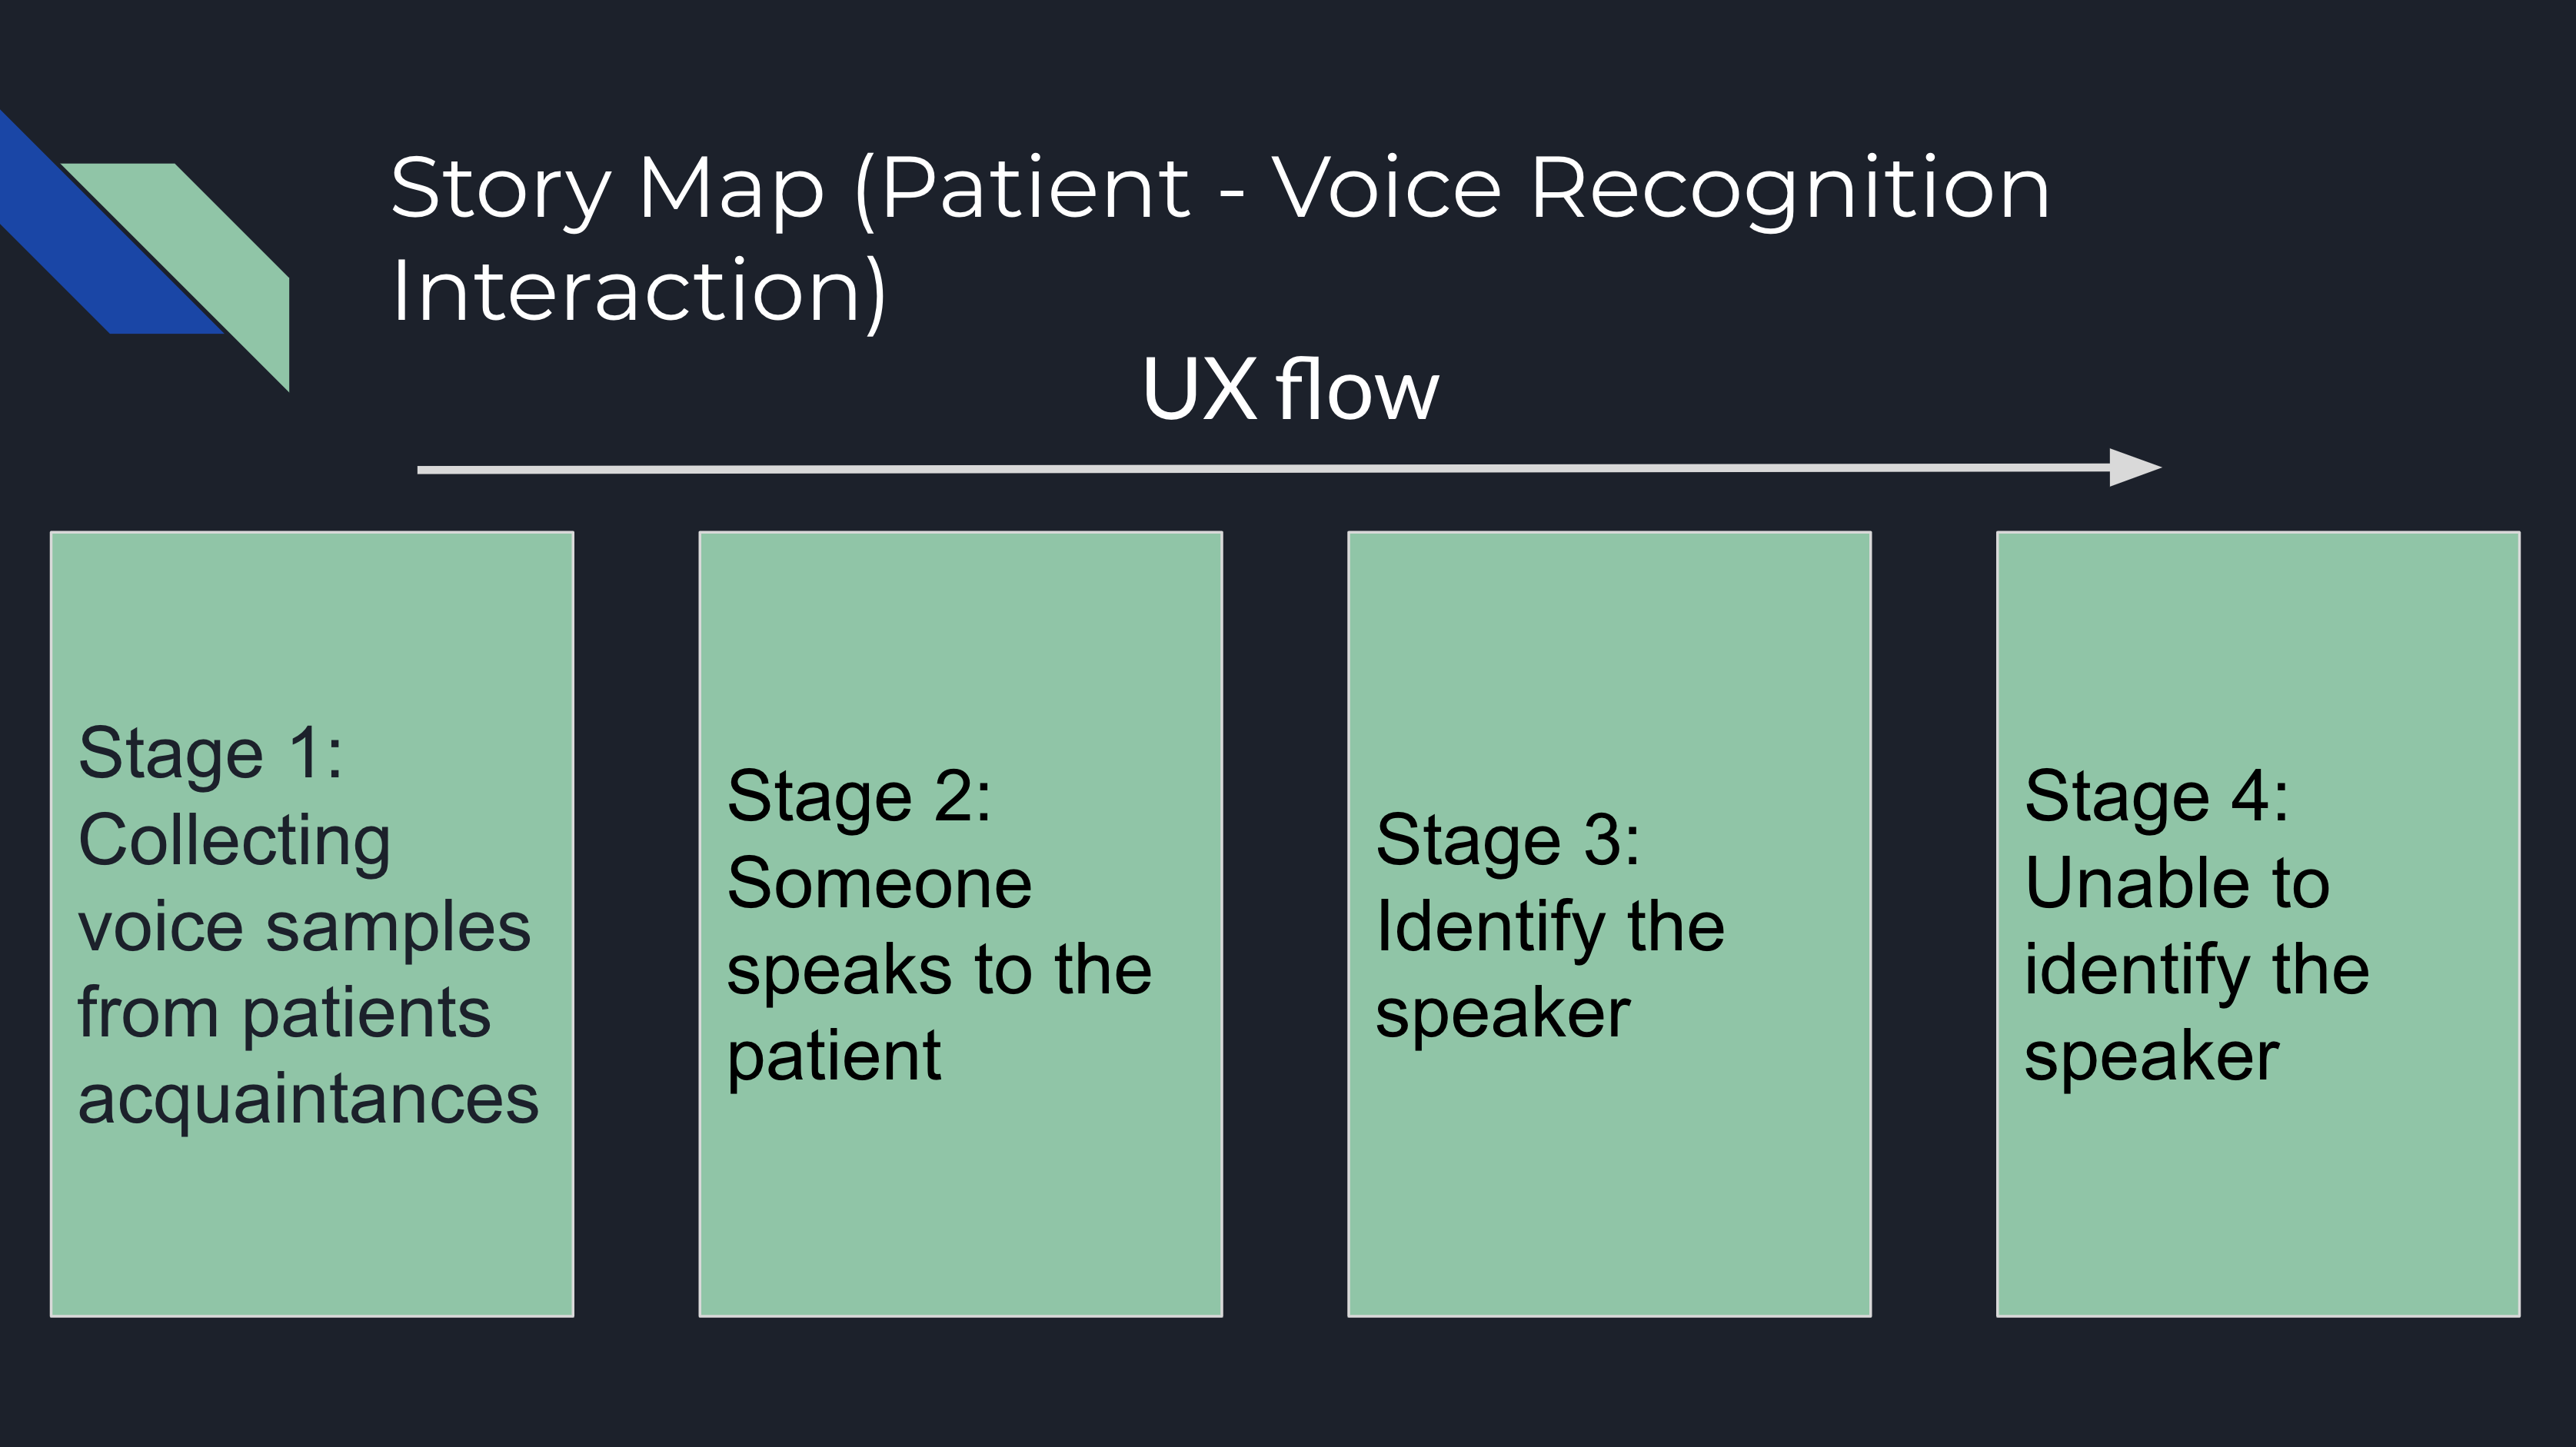 Story Map (Patient - Voice Recognition
Interaction)
UX flow
Stage 1:
Collecting
voice samples
from patients
acquaintances
Stage 2:
Someone
speaks to the
patient
Stage 3:
Identify the
speaker
Stage 4:
Unable to
identify the
speaker